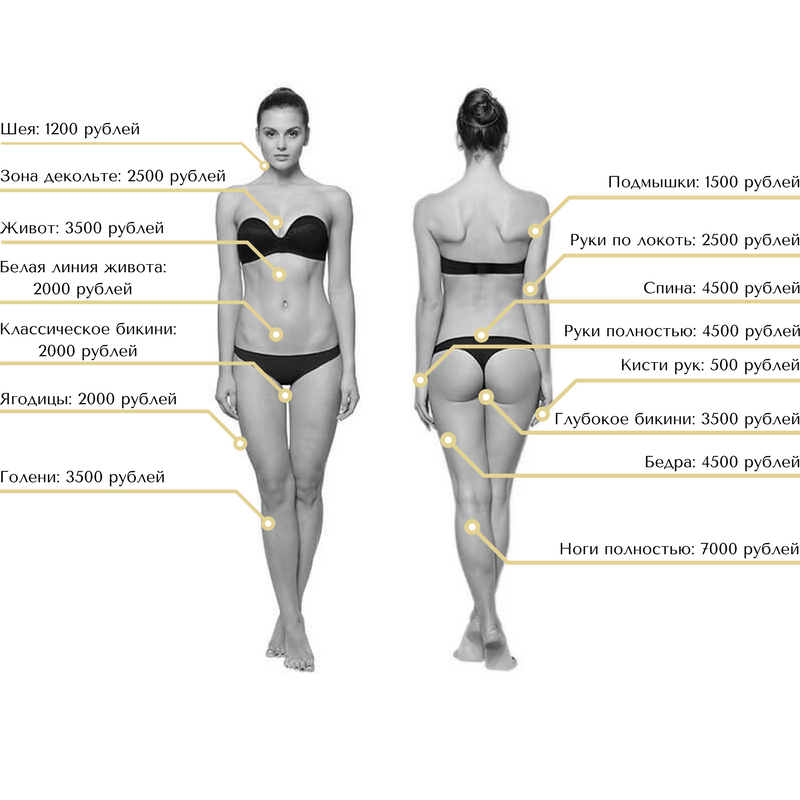 Шея: 1200 рублей
Зона декольте: 2500 рублей
Живот: 3500 рублей
Белая линия живота:
2000 рублей
Классическое бикини:
2000 рублей
Ягодицы: 2000 рублей
Голени: 3500 рублей
Подмышки: 1500 рублей
Руки по локоть: 2500 рублей
Спина: 4500 рублей
Руки полностью: 4500 рублей
Кисти рук: 500 рублей
Глубокое бикини: 3500 рублей
Бедра: 4500 рублей
Ноги полностью: 7000 рублей